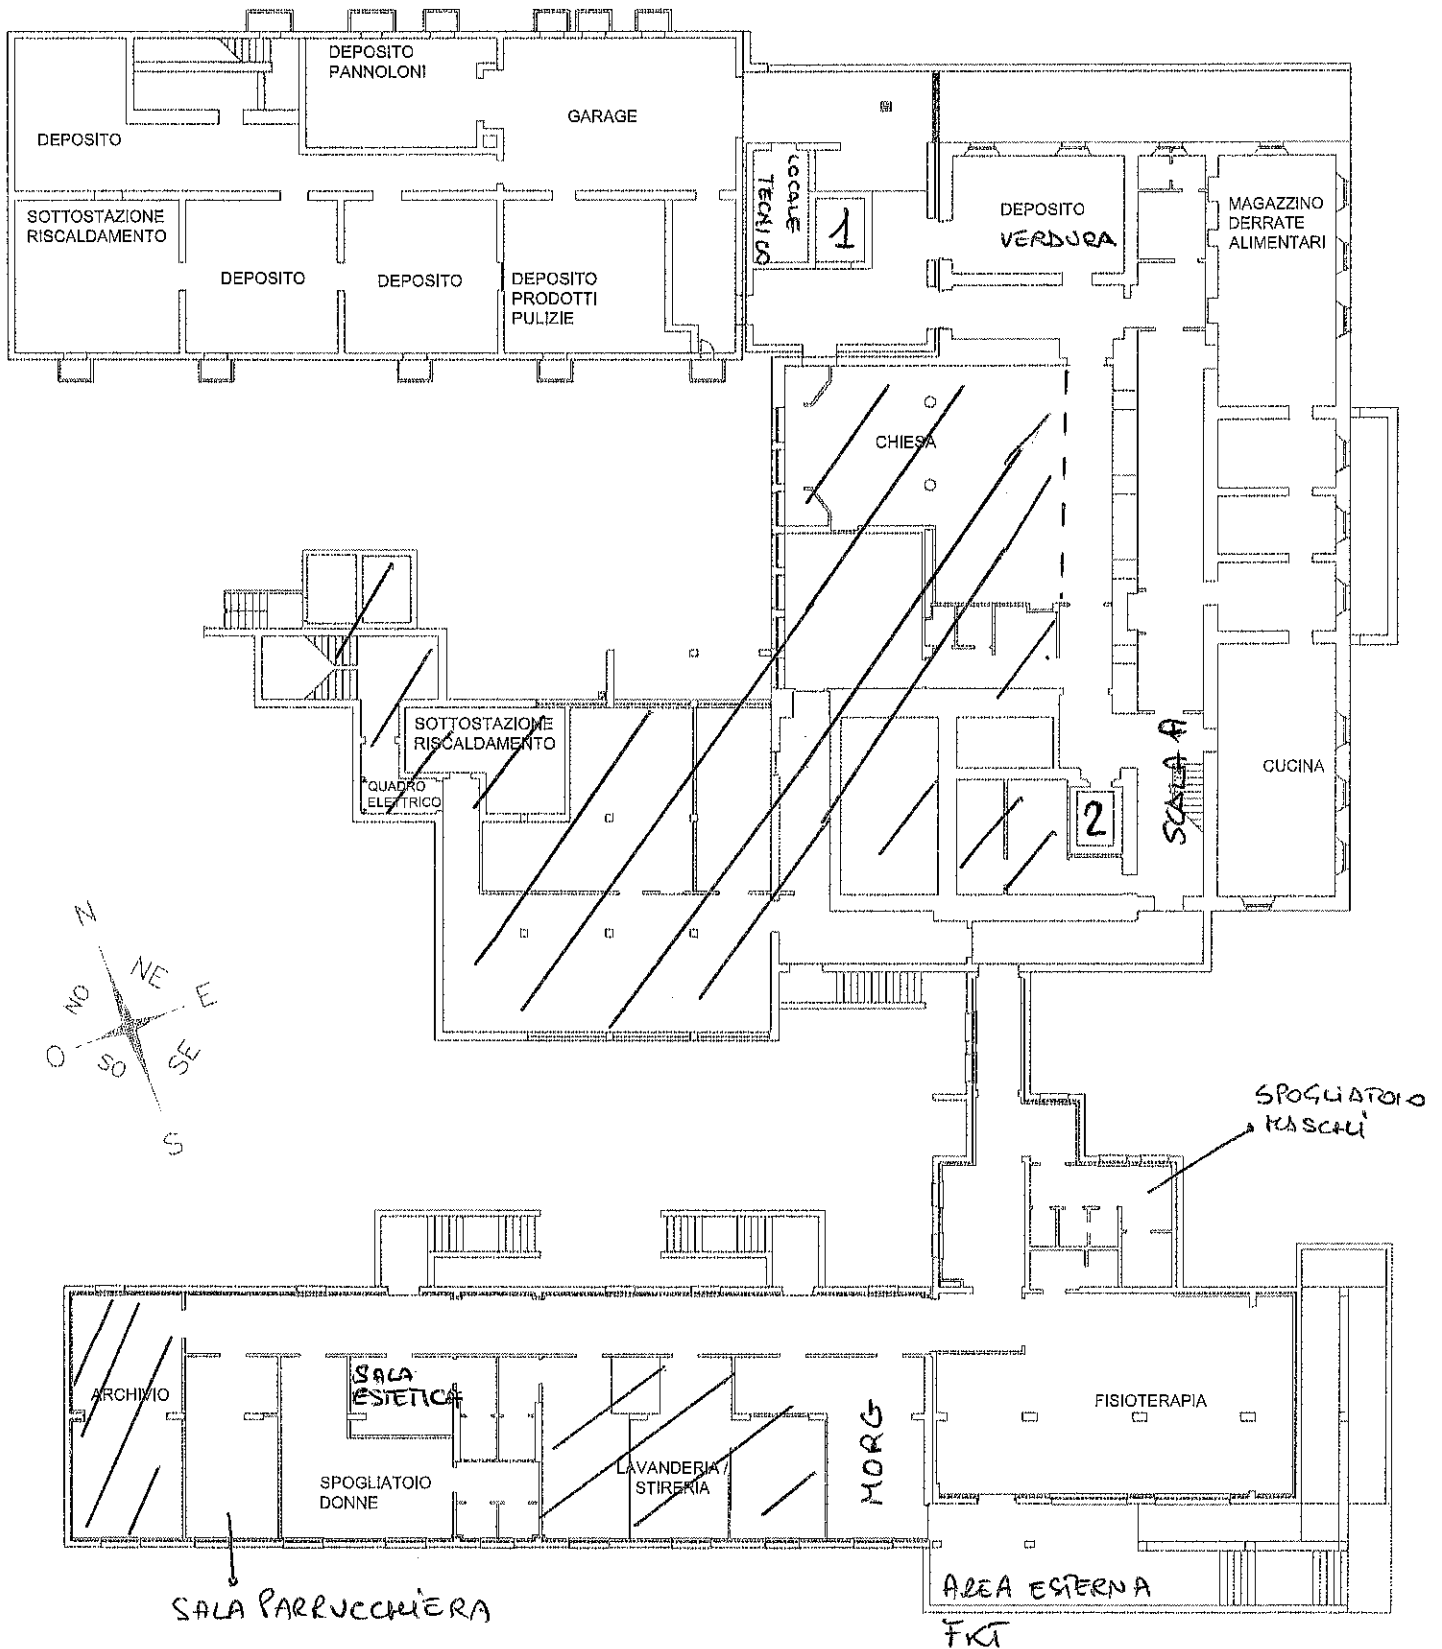 DEPOSITO
PANNOLONI
GARAGE
DEPOSITO
SOTTOSTAZIONE
RISCALDAMENTO
DEPOSITO
DEPOSITO
DEPOSITO
PRODOTTI
PULIZIE
LOCALE
TECNICO
1
DEPOSITO
VERDURA
MAGAZZINO
DERRATE
ALIMENTARI
CHIESA
SOTTOSTAZIONE
RISCALDAMENTO
QUADRO
ELETTRICO
2
SCALA A
CUCINA
N
NE
E
NO
O
SO
SE
S
SPOGLIATOIO
MASCHI
ARCHIVIO
SALA
ESTETICA
SPOGLIATOIO
DONNE
LAVANDERIA /
STIRERIA
MORG
FISIOTERAPIA
SALA PARRUCCHIERA
AREA ESTERNA
FKT